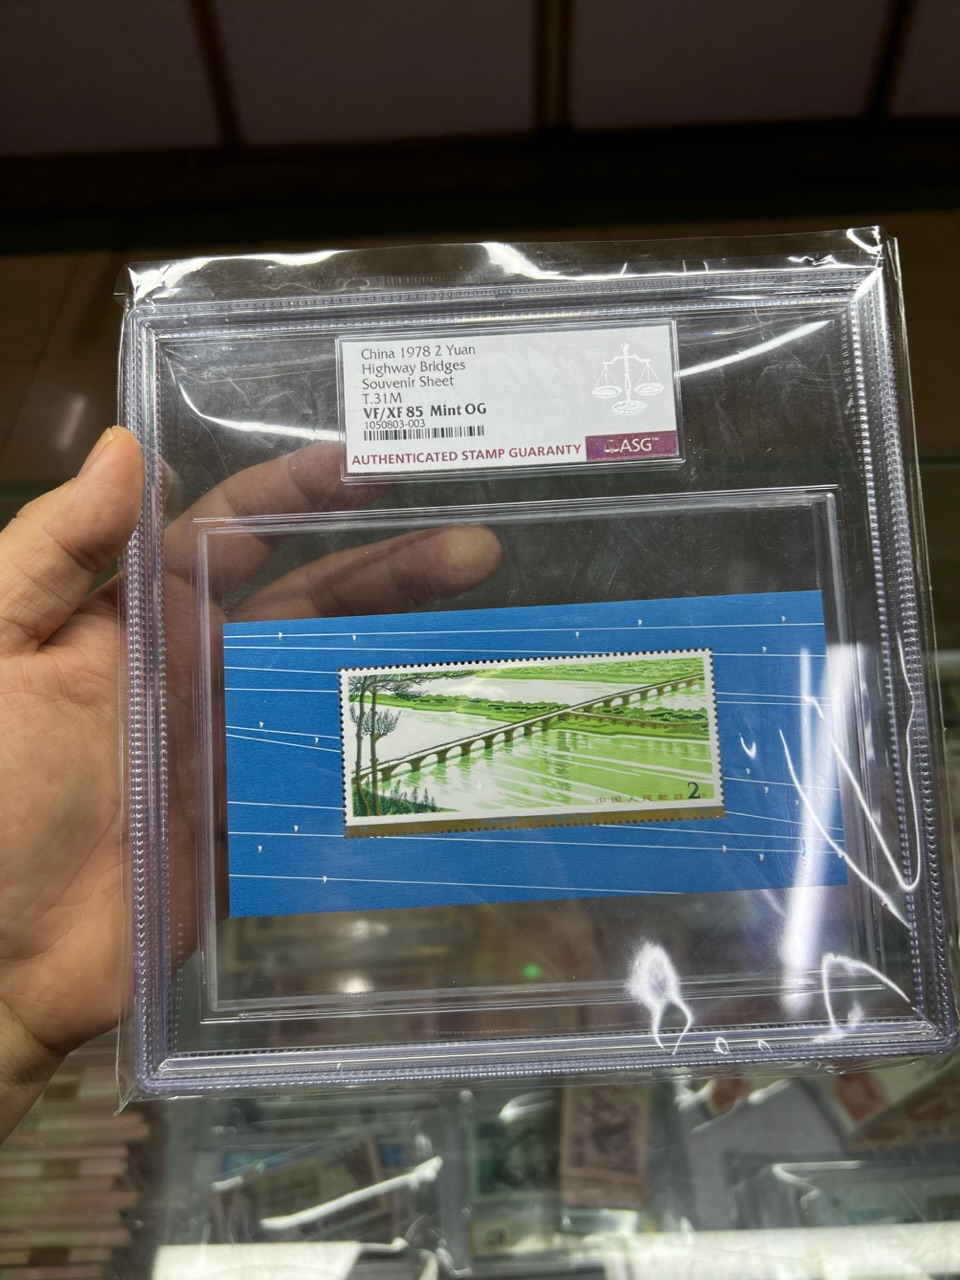 China 1978 2 Yuan
Highway Bridges
Souvenir Sheet
T.31M
VF/XF 85 Mint OG
1050803-003
AUTHENTICATED STAMP GUARANTY ASG™
中国人民邮政 2